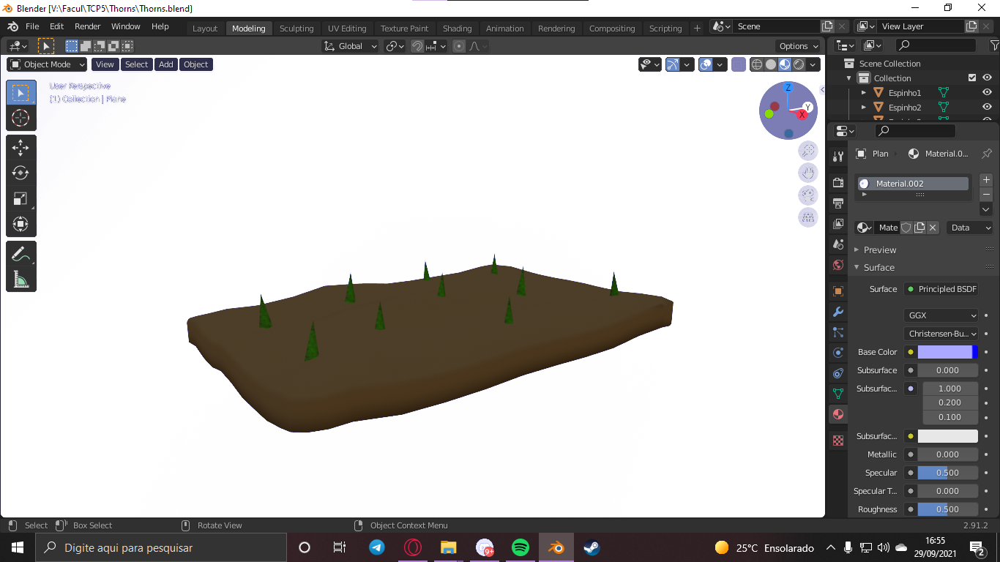 Blender [V:\Facul\TCP5\Thorns\Thorns.blend]
File Edit Render Window Help
Layout Modeling Sculpting UV Editing Texture Paint Shading Animation Rendering Compositing Scripting +
Scene
View Layer
Global
Options
Object Mode View Select Add Object
User Perspective
(1) Collection | Plane
Z
Y
X
Scene Collection
Collection
Espinho1
Espinho2
Plan
Material.0...
Material.002
Mate
Data
Preview
Surface
Surface Principled BSDF
GGX
Christensen-Bu...
Base Color
Subsurface 0.000
Subsurfac... 1.000
0.200
0.100
Subsurfac...
Metallic 0.000
Specular 0.500
Specular T... 0.000
Roughness 0.500
Select Box Select Rotate View Object Context Menu 2.91.2
Digite aqui para pesquisar
9+
25°C Ensolarado
16:55
29/09/2021
2